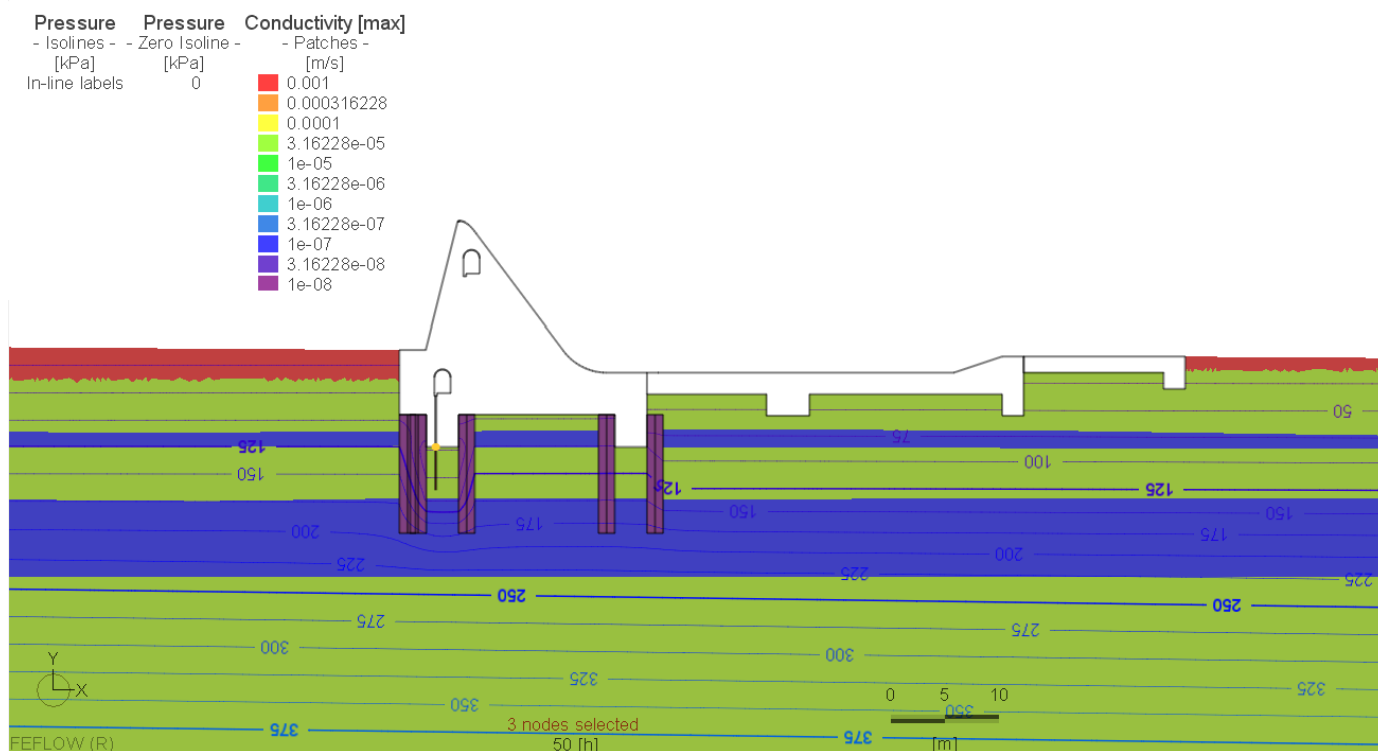 Pressure Pressure Conductivity [max]
- Isolines - - Zero Isoline - - Patches -
[kPa] [kPa] [m/s]
In-line labels 0 0.001
0.000316228
0.0001
3.16228e-05
1e-05
3.16228e-06
1e-06
3.16228e-07
1e-07
3.16228e-08
1e-08
50
75
125
100
150
125
125
150
175
175
200
200
225
225
225
250
250
275
275
300
300
325
325
350
350
375
375
Y
X
0 5 10
3 nodes selected
FEFLOW (R) 50 [h] [m]